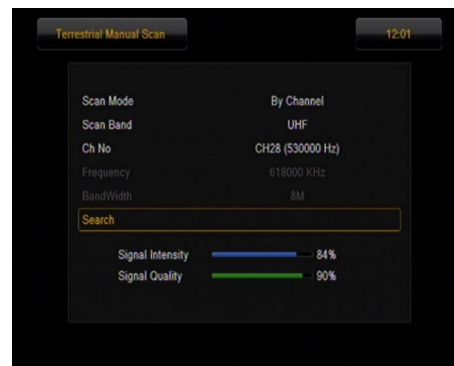 Terrestrial Manual Scan 12:01
Scan Mode By Channel
Scan Band UHF
Ch No CH28 (530000 Hz)
Frequency 618000 KHz
BandWidth 8M
Search
Signal Intensity 84%
Signal Quality 90%